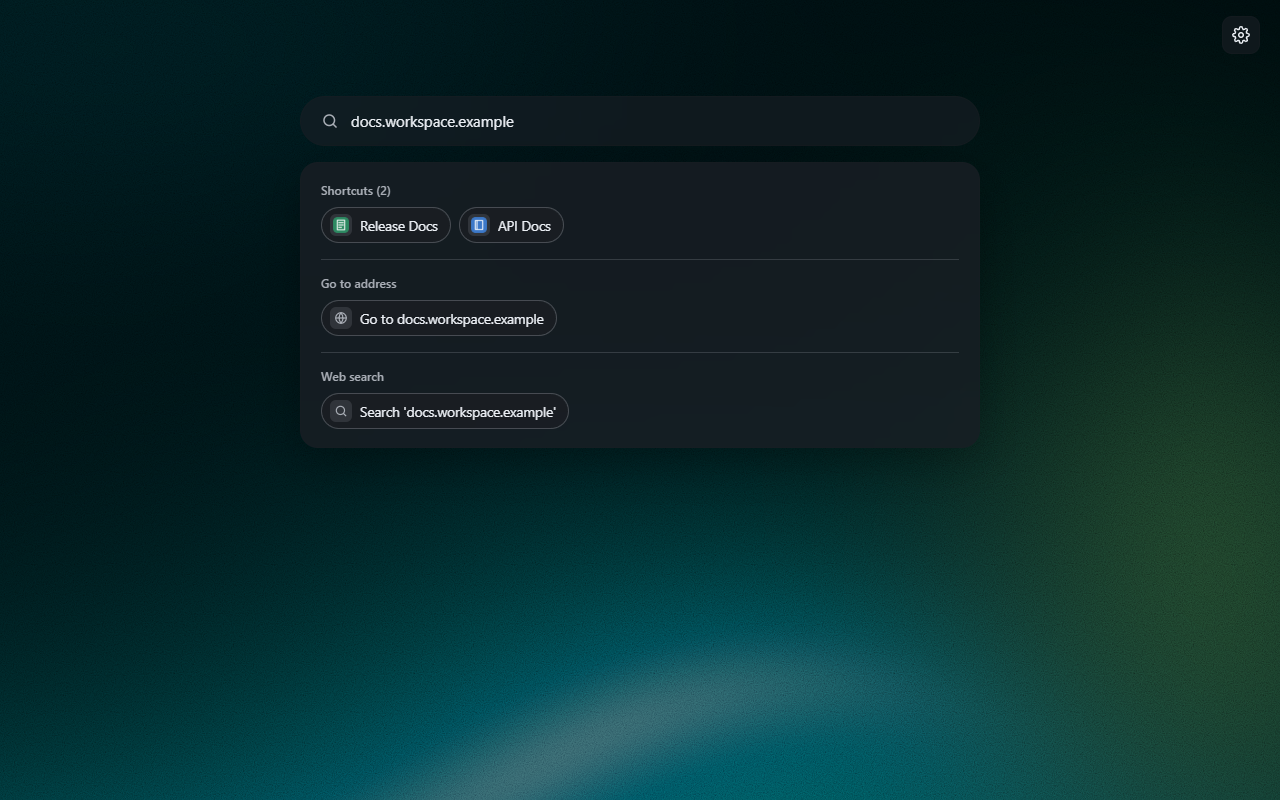 docs.workspace.example
Shortcuts (2)
Release Docs
API Docs
Go to address
Go to docs.workspace.example
Web search
Search 'docs.workspace.example'